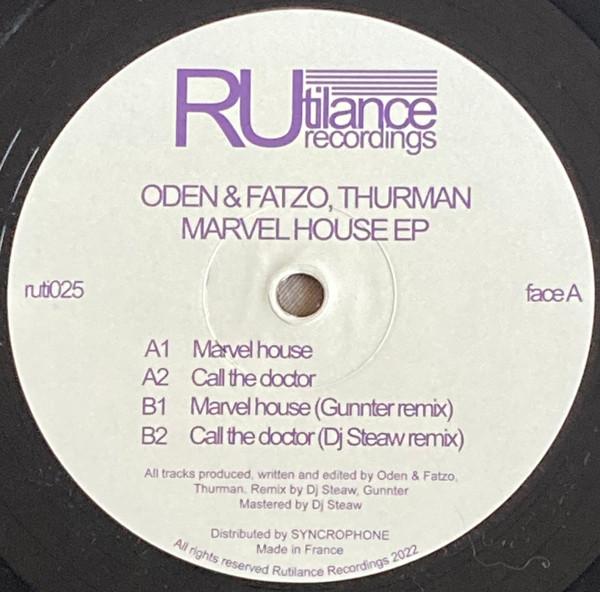 RUtilance
recordings
ODEN & FATZO, THURMAN
MARVEL HOUSE EP
ruti025
face A
A1 Marvel house
A2 Call the doctor
B1 Marvel house (Gunnter remix)
B2 Call the doctor (Dj Steaw remix)
All tracks produced, written and edited by Oden & Fatzo,
Thurman. Remix by Dj Steaw, Gunnter
Mastered by Dj Steaw
Distributed by SYNCROPHONE
Made in France
All rights reserved Rutilance Recordings 2022